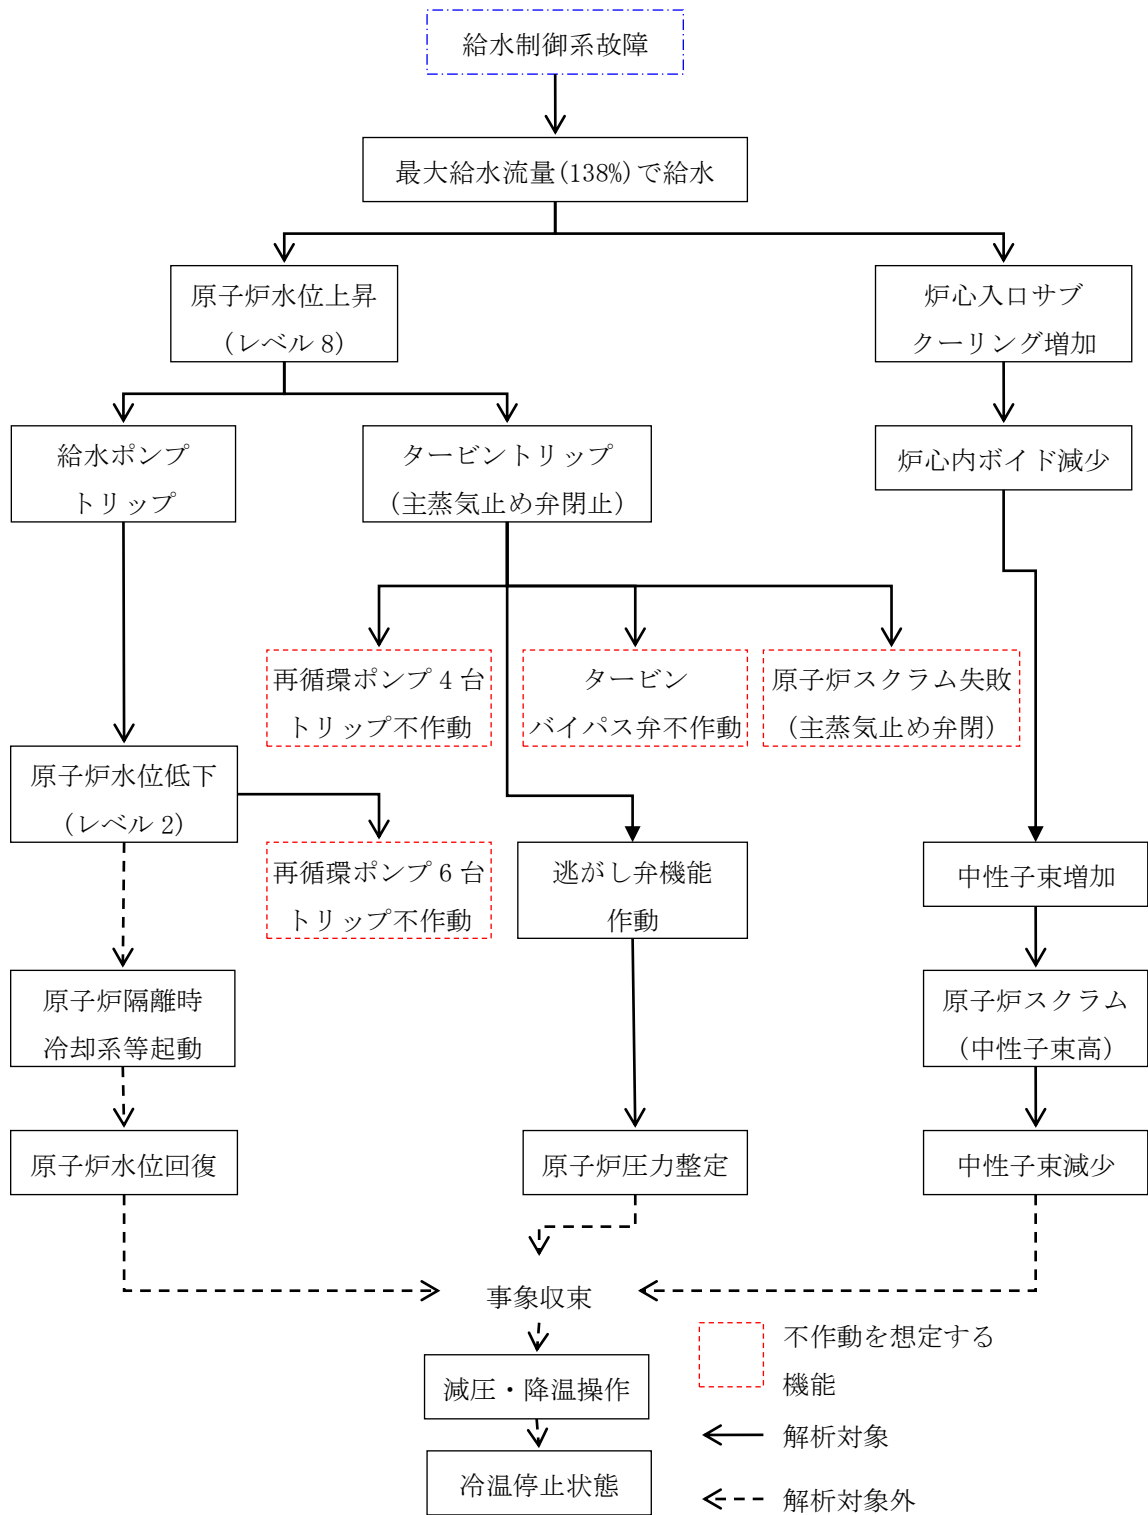 給水制御系故障
最大給水流量(138%)で給水
原子炉水位上昇
(レベル 8)
炉心入口サブ
クーリング増加
給水ポンプ
トリップ
タービントリップ
(主蒸気止め弁閉止)
炉心内ボイド減少
再循環ポンプ 4 台
トリップ不作動
タービン
バイパス弁不作動
原子炉スクラム失敗
(主蒸気止め弁閉)
原子炉水位低下
(レベル 2)
再循環ポンプ 6 台
トリップ不作動
逃がし弁機能
作動
中性子束増加
原子炉隔離時
冷却系等起動
原子炉スクラム
(中性子束高)
原子炉水位回復
原子炉圧力整定
中性子束減少
事象収束
減圧・降温操作
冷温停止状態
不作動を想定する
機能
解析対象
解析対象外